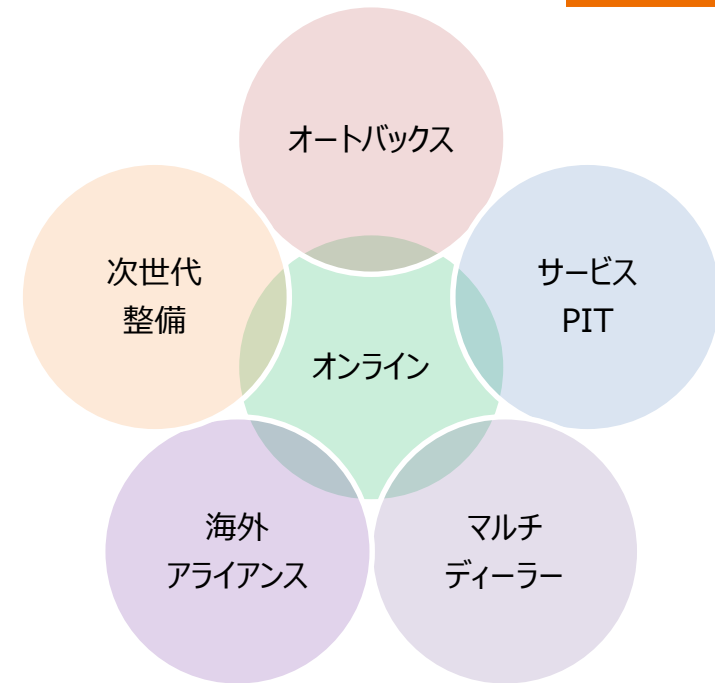 オートバックス
次世代
整備
サービス
PIT
オンライン
海外
アライアンス
マルチ
ディーラー